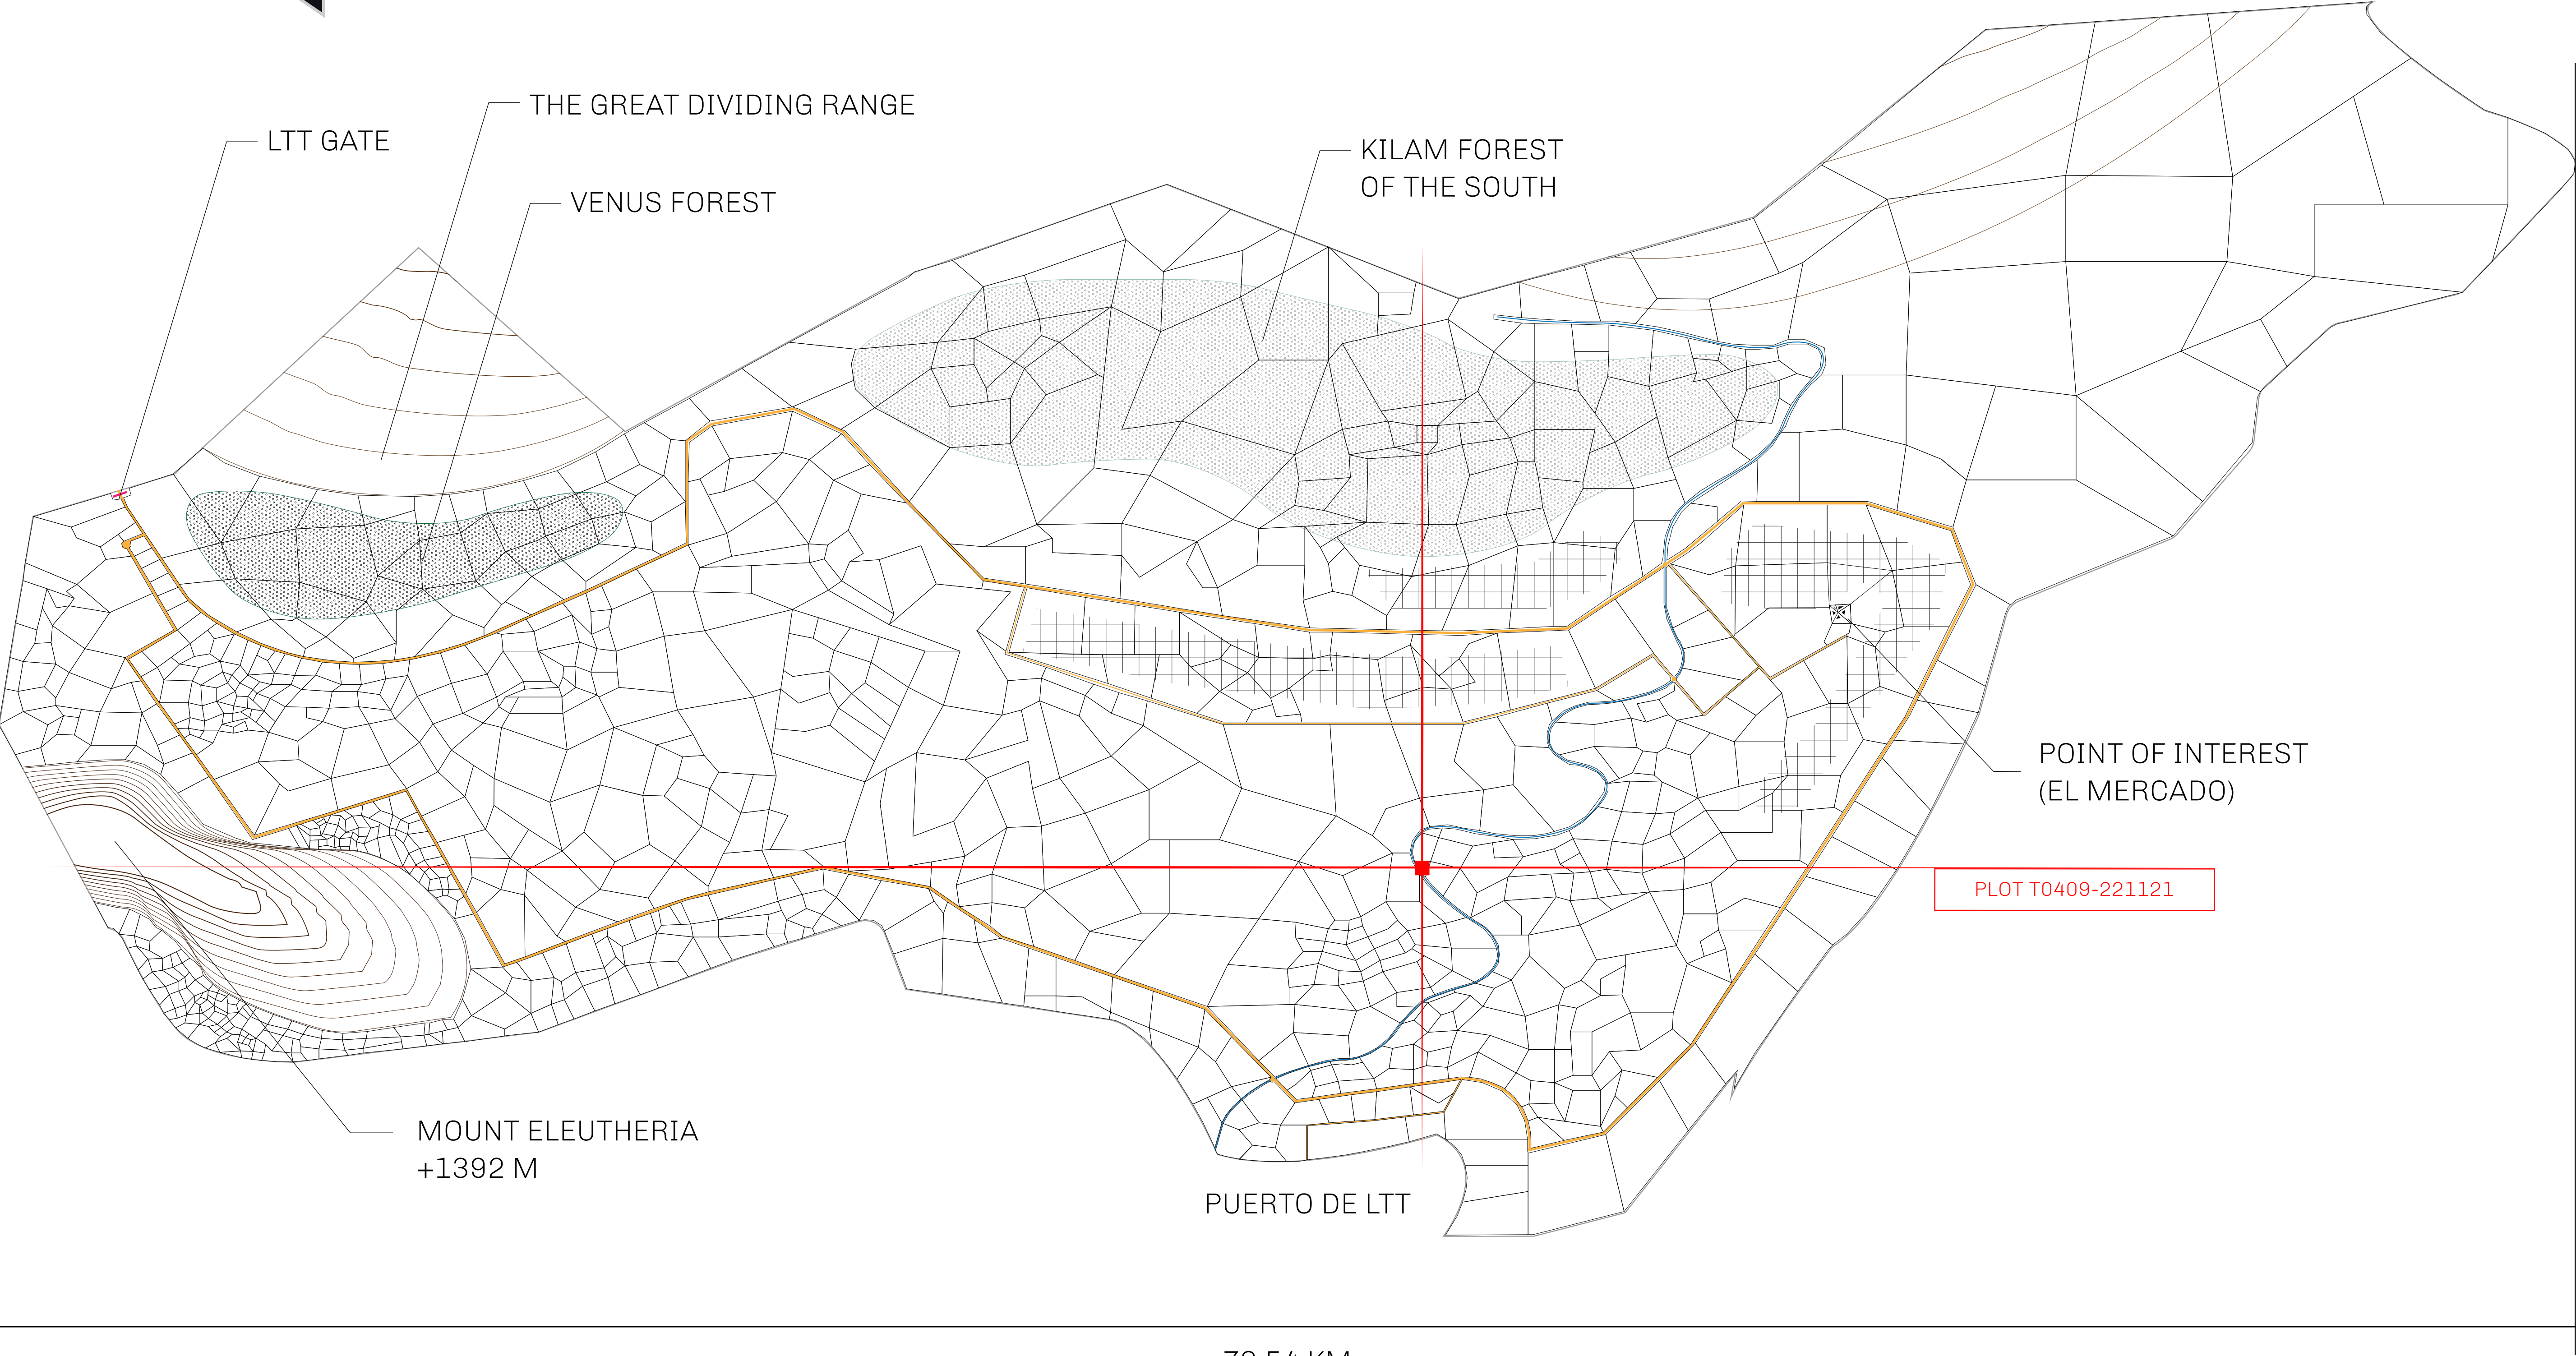 THE GREAT DIVIDING RANGE
LTT GATE
KILAM FOREST
OF THE SOUTH
VENUS FOREST
POINT OF INTEREST
(EL MERCADO)
PLOT T0409-221121
MOUNT ELEUTHERIA
+1392 M
PUERTO DE LTT
KM